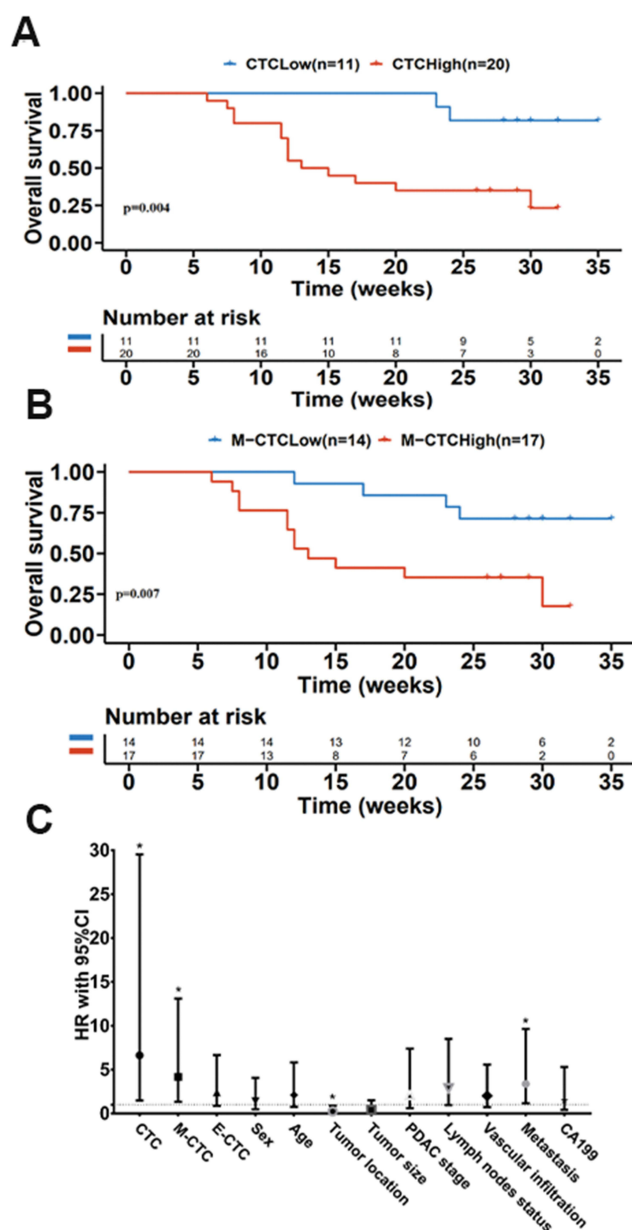 A
CTCLow(n=11) CTCHigh(n=20)
Overall survival
1.00
0.75
0.50
0.25
0.00
p=0.004
0 5 10 15 20 25 30 35
Time (weeks)
Number at risk
11 11 11 11 11 9 5 2
20 20 16 10 8 7 3 0
0 5 10 15 20 25 30 35
Time (weeks)
B
M-CTCLow(n=14) M-CTCHigh(n=17)
Overall survival
1.00
0.75
0.50
0.25
0.00
p=0.007
0 5 10 15 20 25 30 35
Time (weeks)
Number at risk
14 14 14 13 12 10 6 2
17 17 13 8 7 6 2 0
0 5 10 15 20 25 30 35
Time (weeks)
C
HR with 95%CI
30
25
20
15
10
5
0
* * * *
CTC
M-CTC
E-CTC
Sex
Age
Tumor location
Tumor size
PDAC stage
Lymph nodes status
Vascular infiltration
Metastasis
CA199